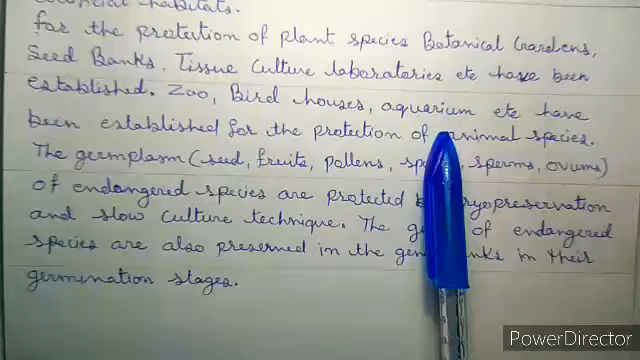 habitats.
for the protection of plant species Botanical Gardens,
Seed Banks, Tissue Culture laboratories etc have been
established. Zoo, Bird houses, aquarium etc have
been established for the protection of animal species.
The germplasm (seed, fruits, pollens, sperms, ovums)
of endangered species are protected
and slow culture technique. The of endangered
species are also preserved in the in their
germination stages.
PowerDirector